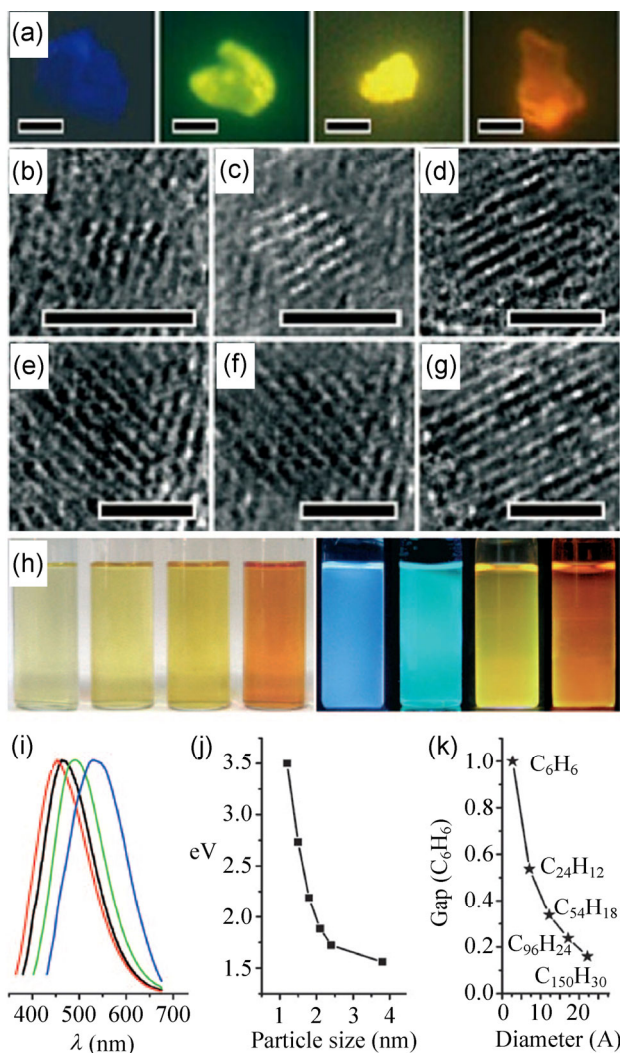 (a)
(b)
(c)
(d)
(e)
(f)
(g)
(h)
(i)
400 500 600 700
λ (nm)
(j)
3.5
3.0
2.5
2.0
1.5
eV
1 2 3 4
Particle size (nm)
(k)
1.0
0.8
0.6
0.4
0.2
0.0
Gap (C₆H₆)
C₆H₆
C₂₄H₁₂
C₅₄H₁₈
C₉₆H₂₄
C₁₅₀H₃₀
0 10 20
Diameter (A)